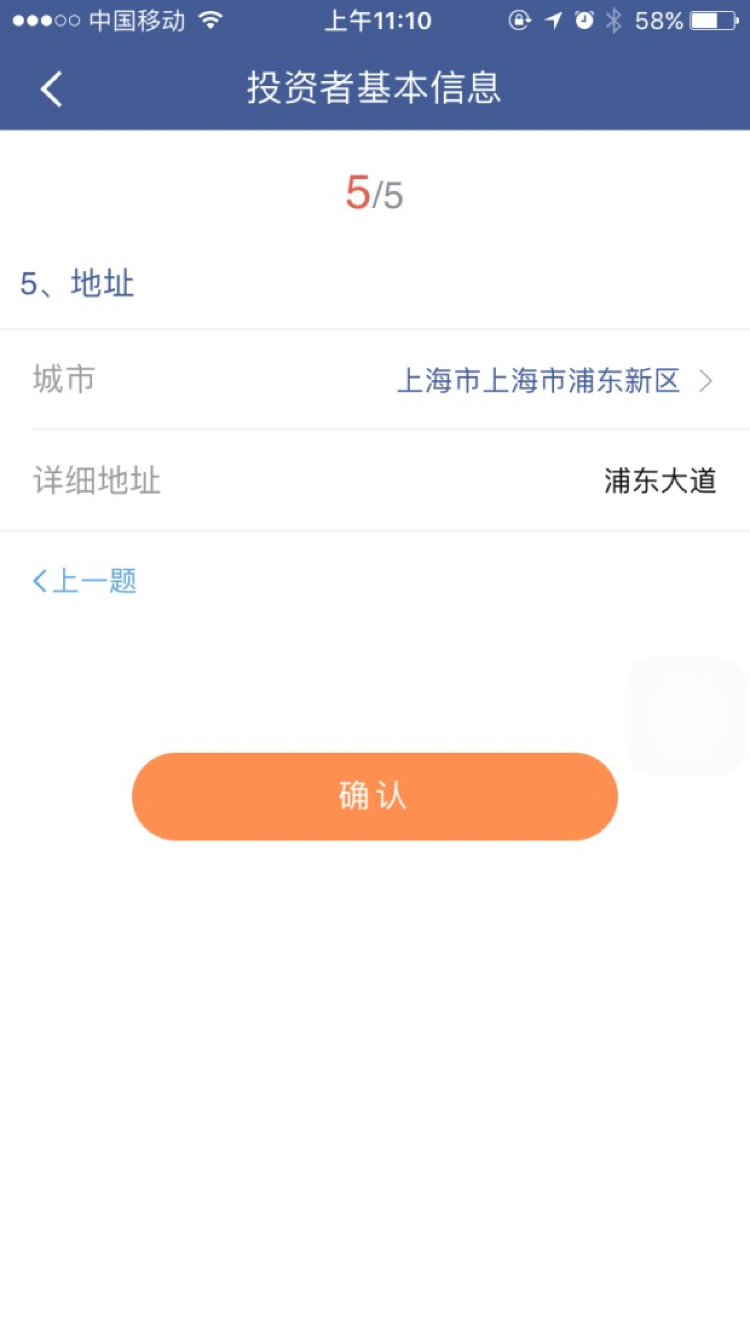 中国移动 上午11:10 58%
投资者基本信息
5/5
5、地址
城市 上海市上海市浦东新区
详细地址 浦东大道
上一题
确认